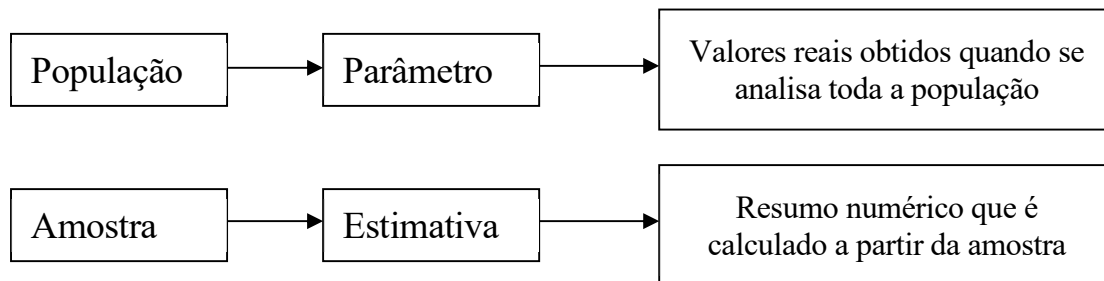 População
Parâmetro
Valores reais obtidos quando se
analisa toda a população
Amostra
Estimativa
Resumo numérico que é
calculado a partir da amostra